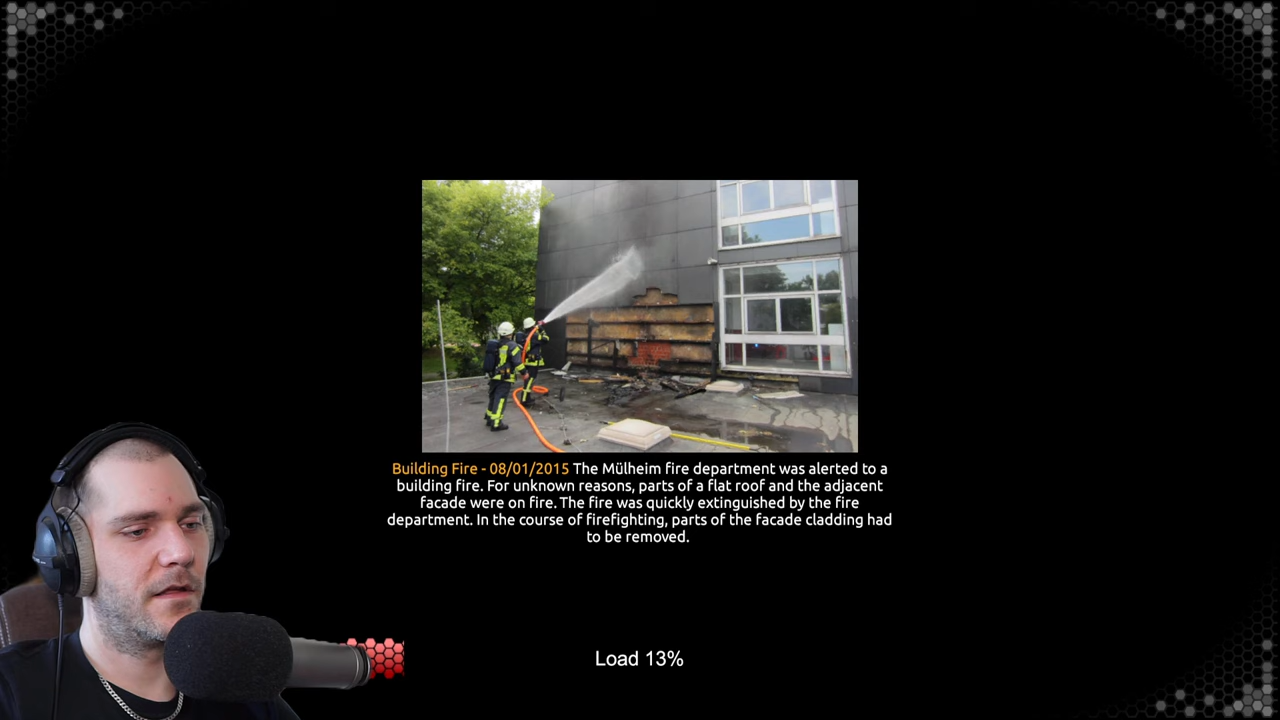 Building Fire - 08/01/2015 The Mülheim fire department was alerted to a
building fire. For unknown reasons, parts of a flat roof and the adjacent
facade were on fire. The fire was quickly extinguished by the fire
department. In the course of firefighting, parts of the facade cladding had
to be removed.
Load 13%